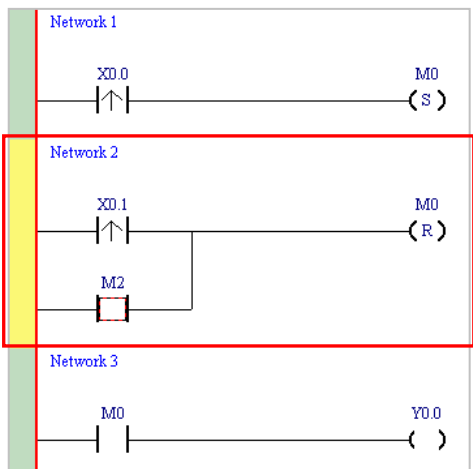 Network 1
X0.0 M0
S
Network 2
X0.1 M0
R
M2
Network 3
M0 Y0.0